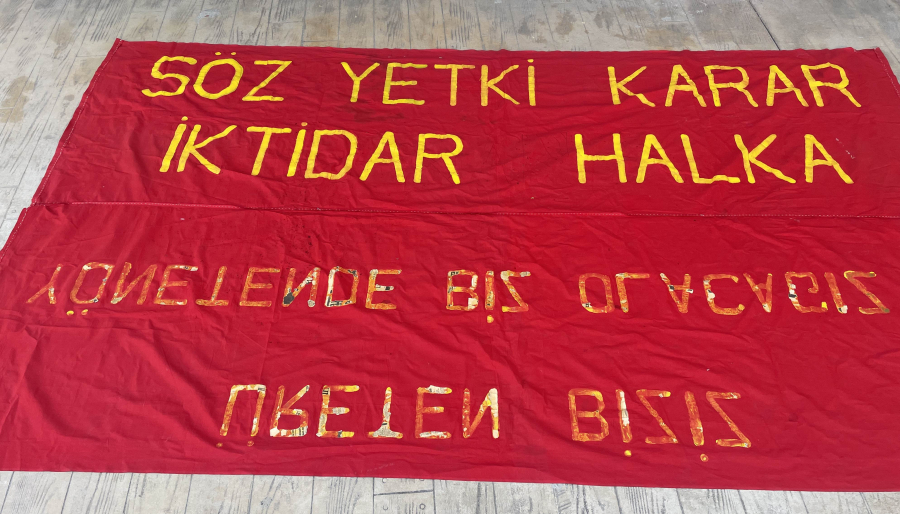 SÖZ YETKİ KARAR
İKTİDAR HALKA
ÜRETEN BİZİZ
YÖNETENDE BİZ OLACAĞIZ